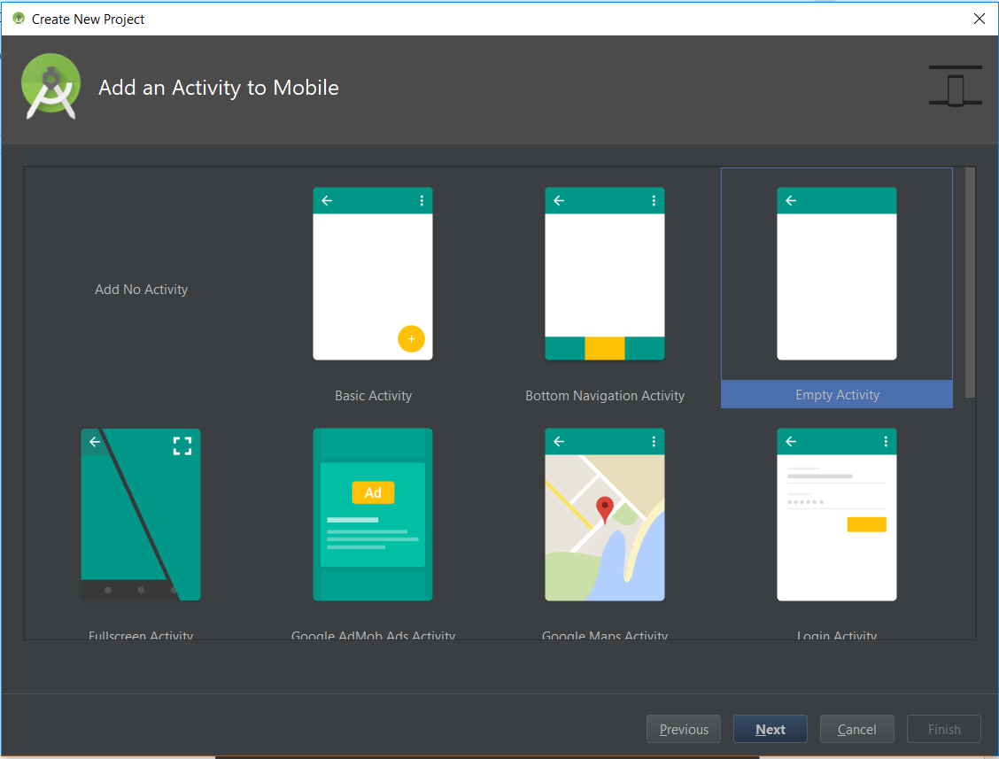 Create New Project
Add an Activity to Mobile
Add No Activity
+
Basic Activity
Bottom Navigation Activity
Empty Activity
Ad
Fullscreen Activity
Google AdMob Ads Activity
Google Maps Activity
Login Activity
Previous
Next
Cancel
Finish